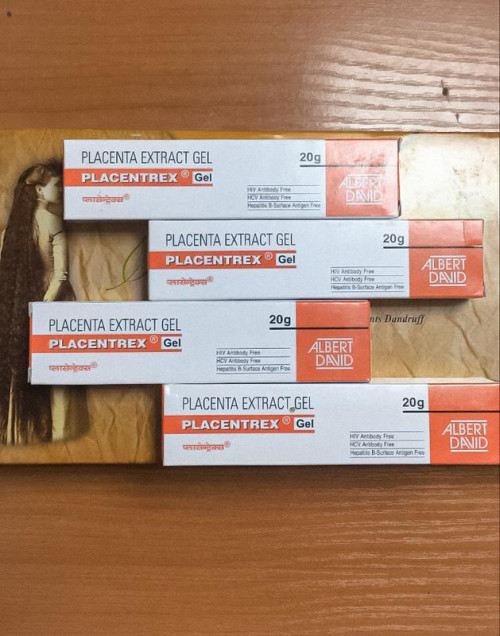 PLACENTA EXTRACT GEL
20g
PLACENTREX® Gel
प्लासेन्ट्रेक्स®
HIV Antibody Free
HCV Antibody Free
Hepatitis B-Surface Antigen Free
ALBERT
DAVID
PLACENTA EXTRACT GEL
20g
PLACENTREX® Gel
प्लासेन्ट्रेक्स®
HIV Antibody Free
HCV Antibody Free
Hepatitis B-Surface Antigen Free
ALBERT
DAVID
Dandruff
PLACENTA EXTRACT GEL
20g
PLACENTREX® Gel
प्लासेन्ट्रेक्स®
HIV Antibody Free
HCV Antibody Free
Hepatitis B-Surface Antigen Free
ALBERT
DAVID
PLACENTA EXTRACT GEL
20g
PLACENTREX® Gel
प्लासेन्ट्रेक्स®
HIV Antibody Free
HCV Antibody Free
Hepatitis B-Surface Antigen Free
ALBERT
DAVID